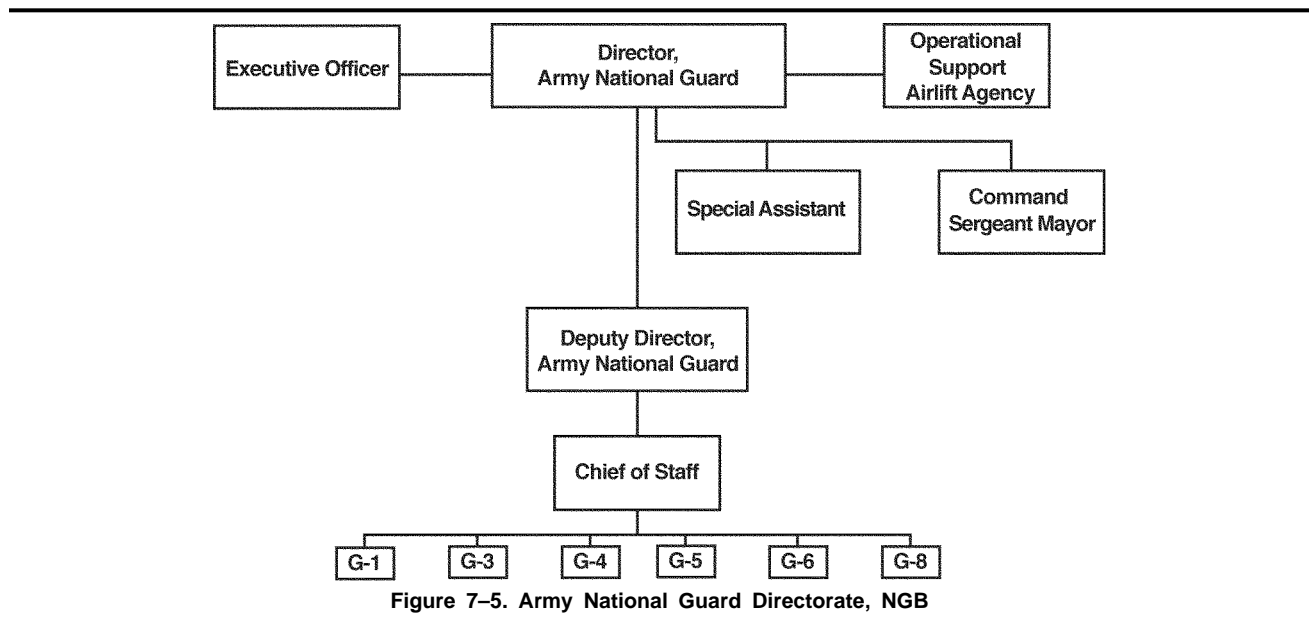 Executive Officer
Director,
Army National Guard
Operational
Support
Airlift Agency
Special Assistant
Command
Sergeant Mayor
Deputy Director,
Army National Guard
Chief of Staff
G-1
G-3
G-4
G-5
G-6
G-8
Figure 7–5. Army National Guard Directorate, NGB